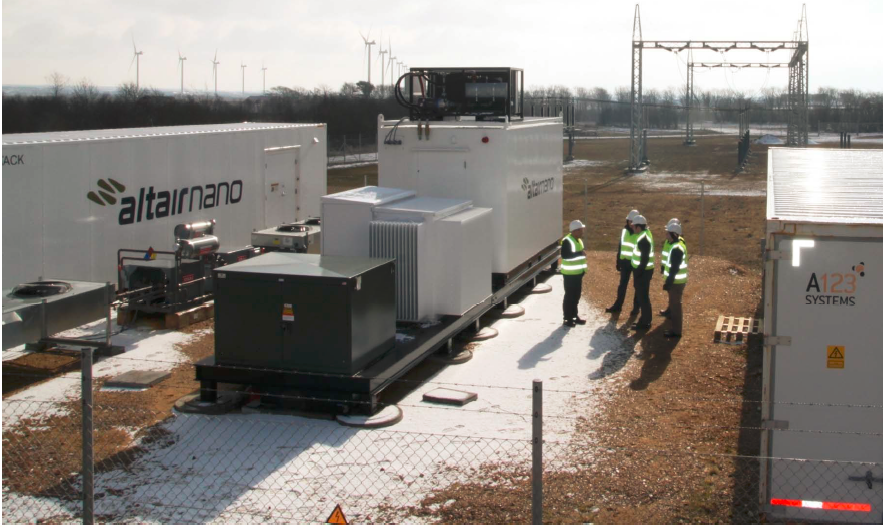 ACK
altairnano
altairnano
A123
SYSTEMS